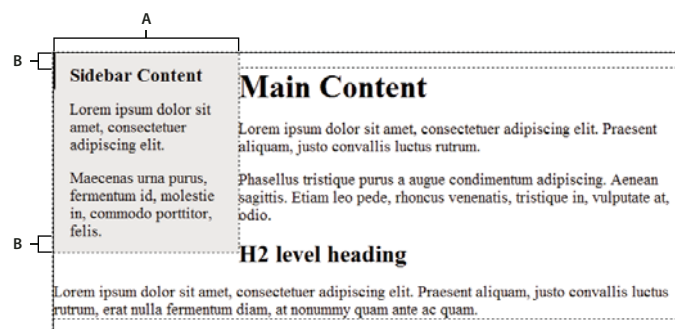 A
B
Sidebar Content
Lorem ipsum dolor sit
amet, consectetuer
adipiscing elit.
Maecenas urna purus,
fermentum id, molestie
in, commodo porttitor,
felis.
B
Main Content
Lorem ipsum dolor sit amet, consectetuer adipiscing elit. Praesent
aliquam, justo convallis luctus rutrum.
Phasellus tristique purus a augue condimentum adipiscing. Aenean
sagittis. Etiam leo pede, rhoncus venenatis, tristique in, vulputate at,
odio.
H2 level heading
Lorem ipsum dolor sit amet, consectetuer adipiscing elit. Praesent aliquam, justo convallis luctus
rutrum, erat nulla fermentum diam, at nonummy quam ante ac quam.